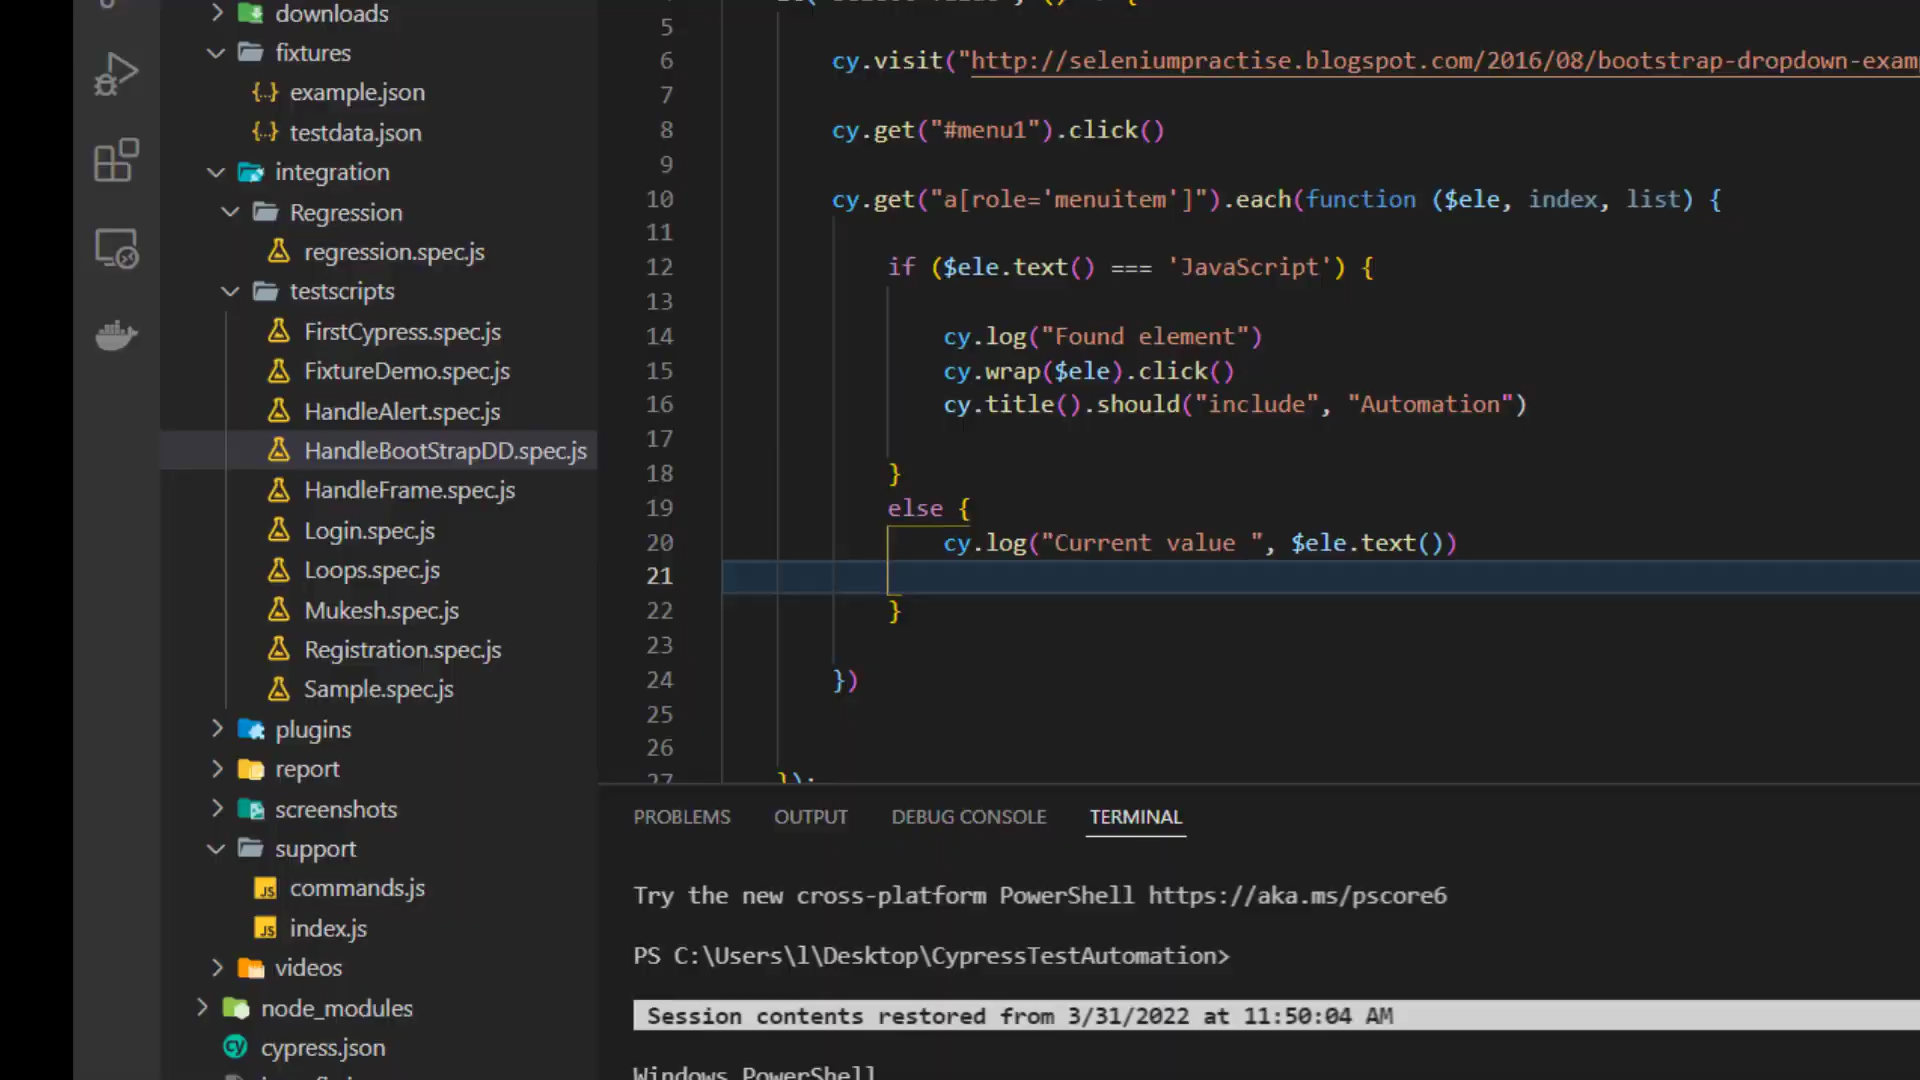 downloads
fixtures
example.json
testdata.json
integration
Regression
regression.spec.js
testscripts
FirstCypress.spec.js
FixtureDemo.spec.js
HandleAlert.spec.js
HandleBootStrapDD.spec.js
HandleFrame.spec.js
Login.spec.js
Loops.spec.js
Mukesh.spec.js
Registration.spec.js
Sample.spec.js
plugins
report
screenshots
support
commands.js
index.js
videos
node_modules
cypress.json
5
6 cy.visit("http://seleniumpractise.blogspot.com/2016/08/bootstrap-dropdown-exam
7
8 cy.get("#menu1").click()
9
10 cy.get("a[role='menuitem']").each(function ($ele, index, list) {
11
12 if ($ele.text() === 'JavaScript') {
13
14 cy.log("Found element")
15 cy.wrap($ele).click()
16 cy.title().should("include", "Automation")
17
18 }
19 else {
20 cy.log("Current value ", $ele.text())
21
22 }
23
24 })
25
26
27 });
PROBLEMS OUTPUT DEBUG CONSOLE TERMINAL
Try the new cross-platform PowerShell https://aka.ms/pscore6
PS C:\Users\l\Desktop\CypressTestAutomation>
Session contents restored from 3/31/2022 at 11:50:04 AM
Windows PowerShell